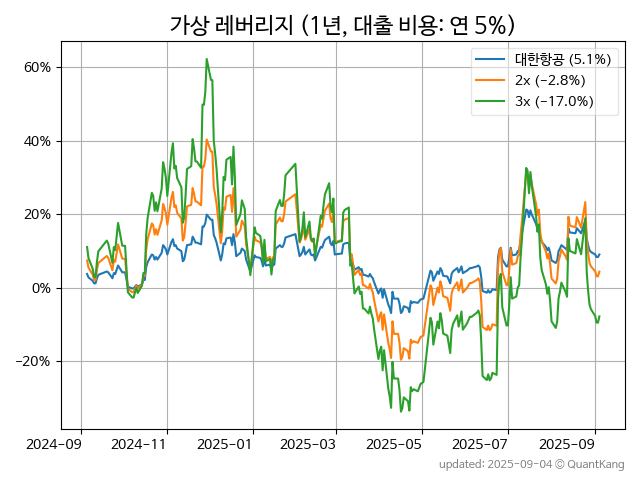 가상 레버리지 (1년, 대출 비용: 연 5%)
대한항공 (5.1%)
2x (−2.8%)
3x (−17.0%)
60%
40%
20%
0%
−20%
2024-09
2024-11
2025-01
2025-03
2025-05
2025-07
2025-09
updated: 2025-09-04 © QuantKang